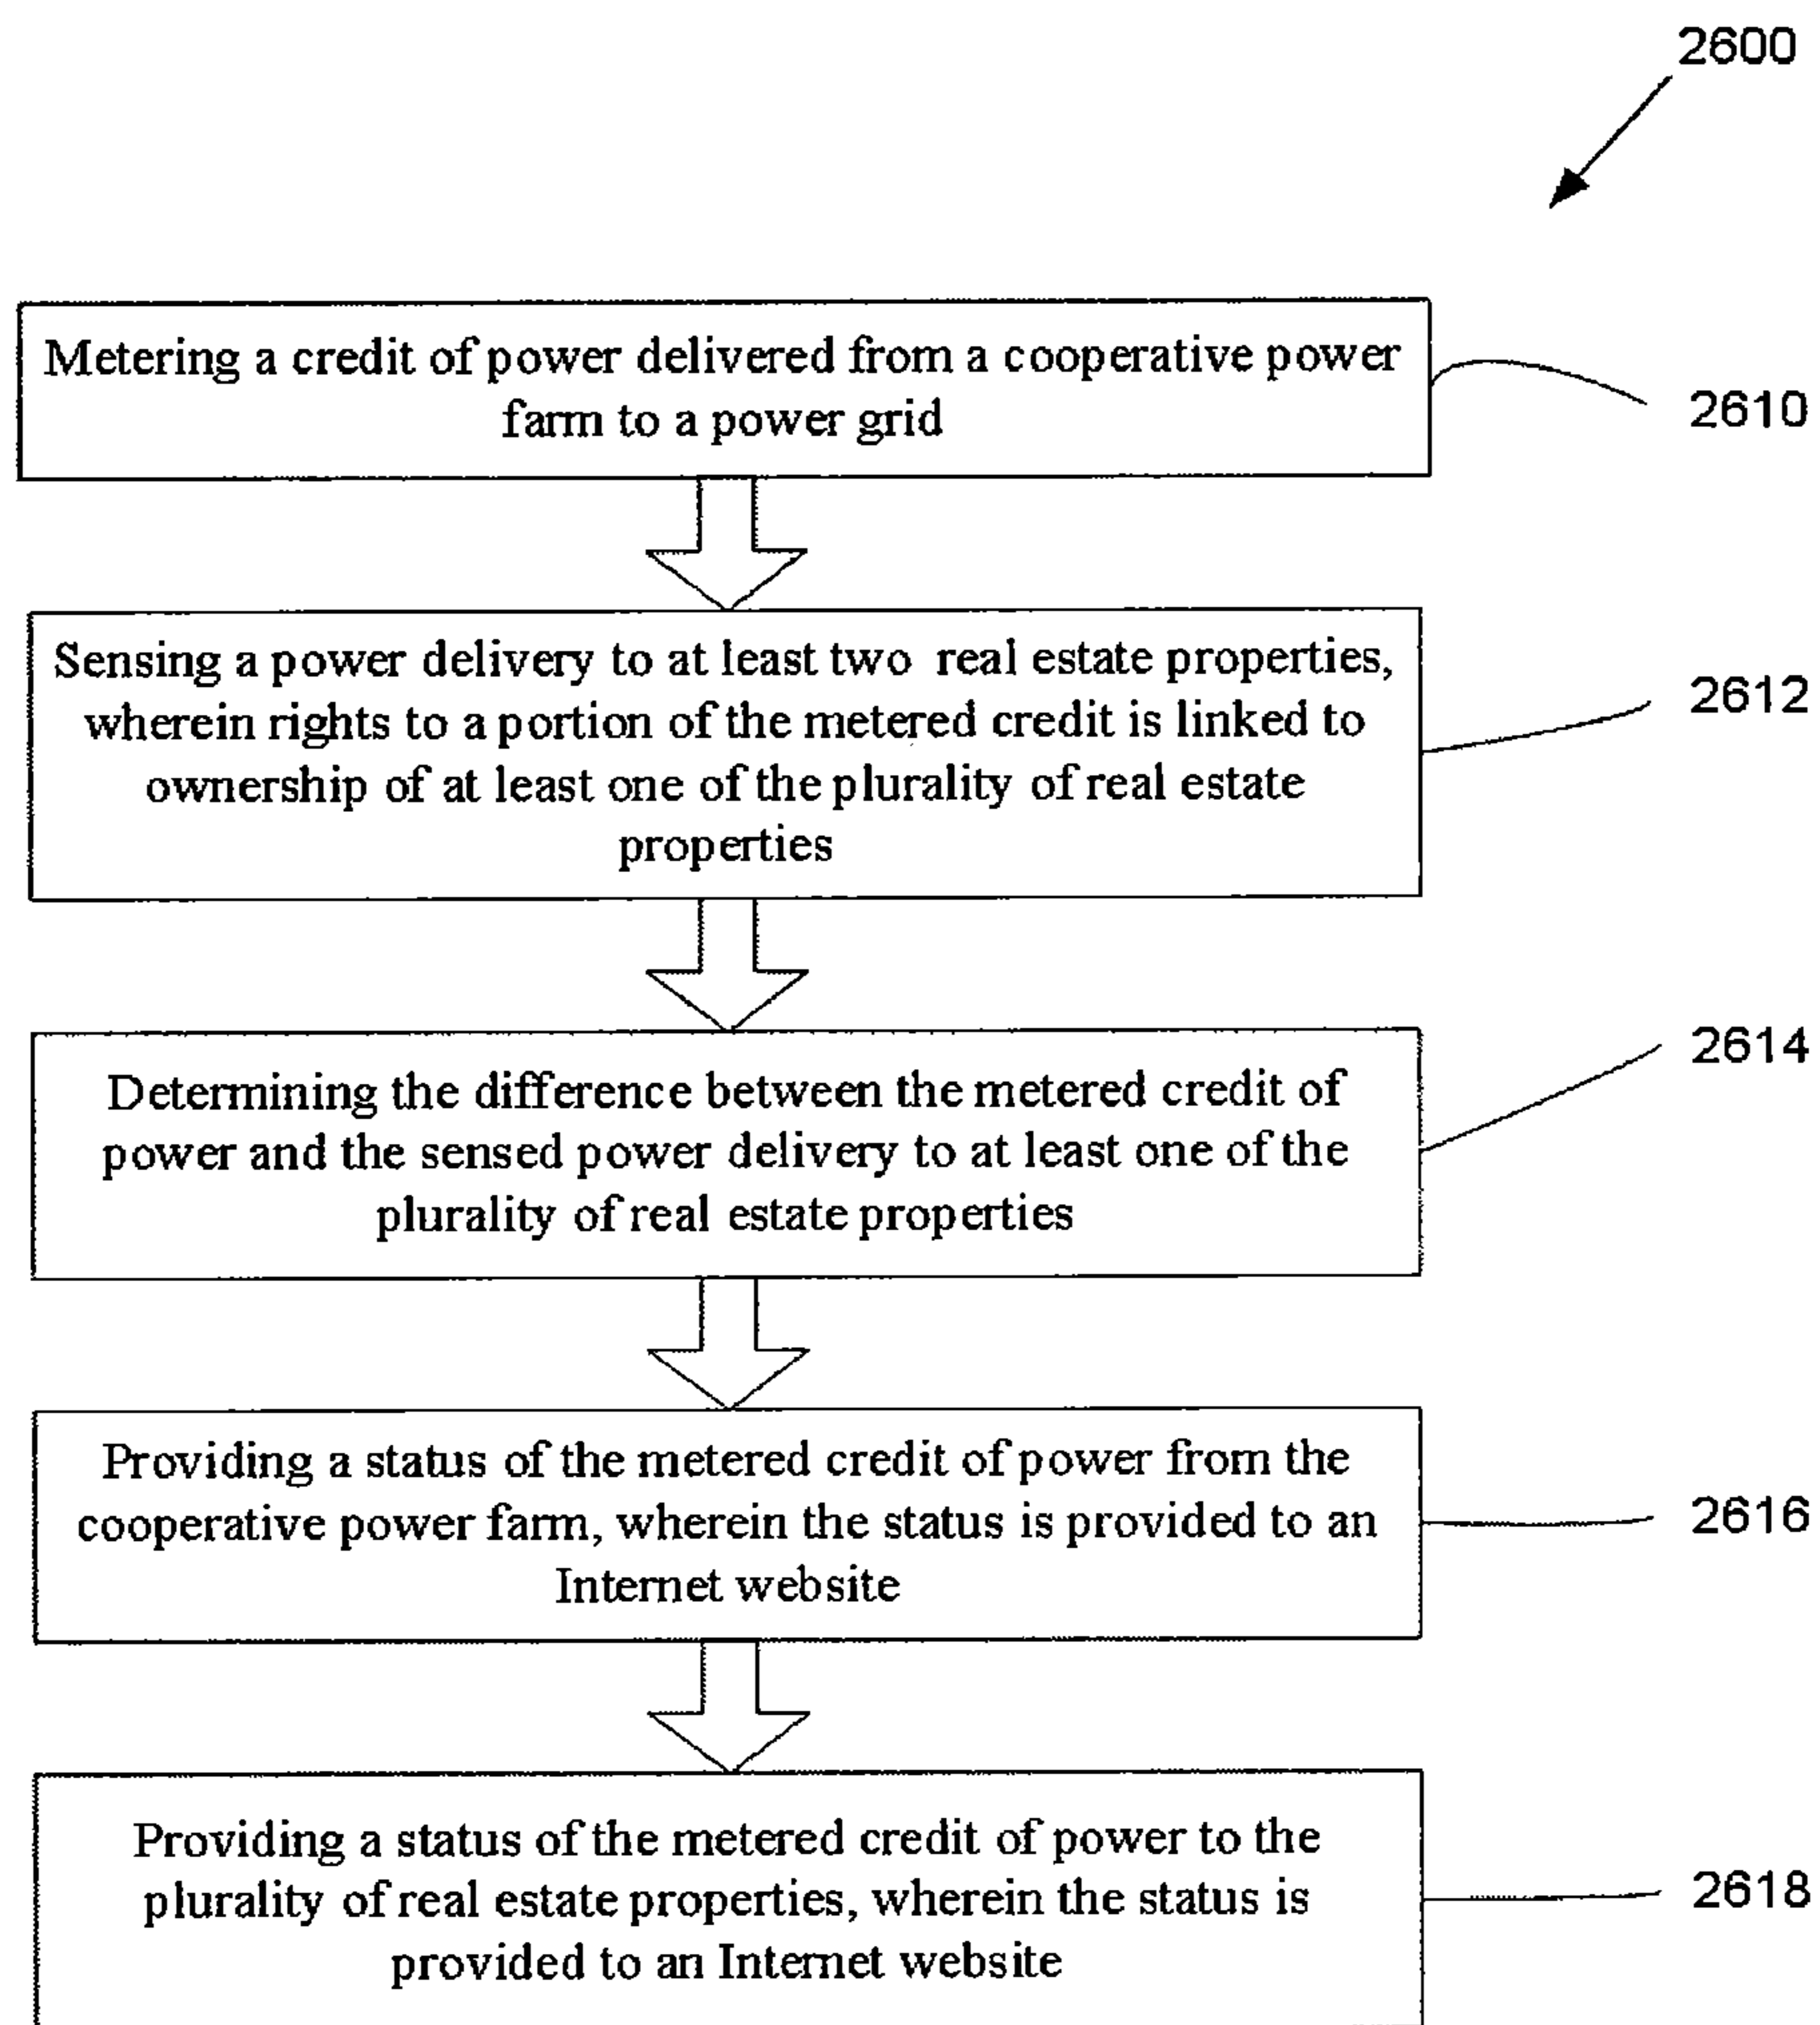 2600
Metering a credit of power delivered from a cooperative power
farm to a power grid
2610
Sensing a power delivery to at least two real estate properties,
wherein rights to a portion of the metered credit is linked to
ownership of at least one of the plurality of real estate
properties
2612
Determining the difference between the metered credit of
power and the sensed power delivery to at least one of the
plurality of real estate properties
2614
Providing a status of the metered credit of power from the
cooperative power farm, wherein the status is provided to an
Internet website
2616
Providing a status of the metered credit of power to the
plurality of real estate properties, wherein the status is
provided to an Internet website
2618